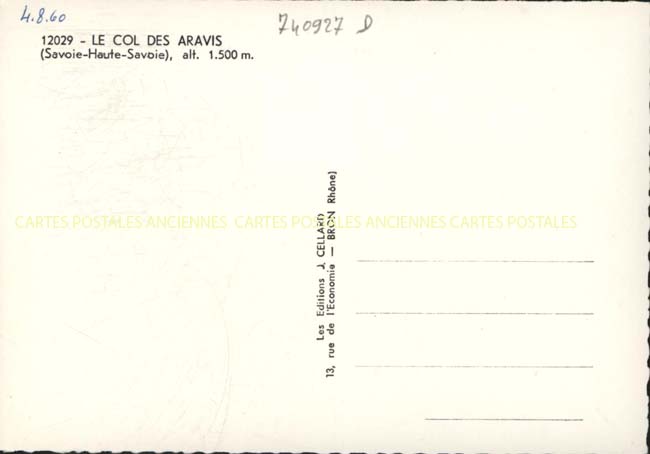 4.8.60
740927 D
12029 - LE COL DES ARAVIS
(Savoie-Haute-Savoie), alt. 1.500 m.
CARTES POSTALES ANCIENNES CARTES POSTALES ANCIENNES CARTES POSTALES
Les Editions J. CELLARD
13, rue de l'Economie — BRON Rhône)